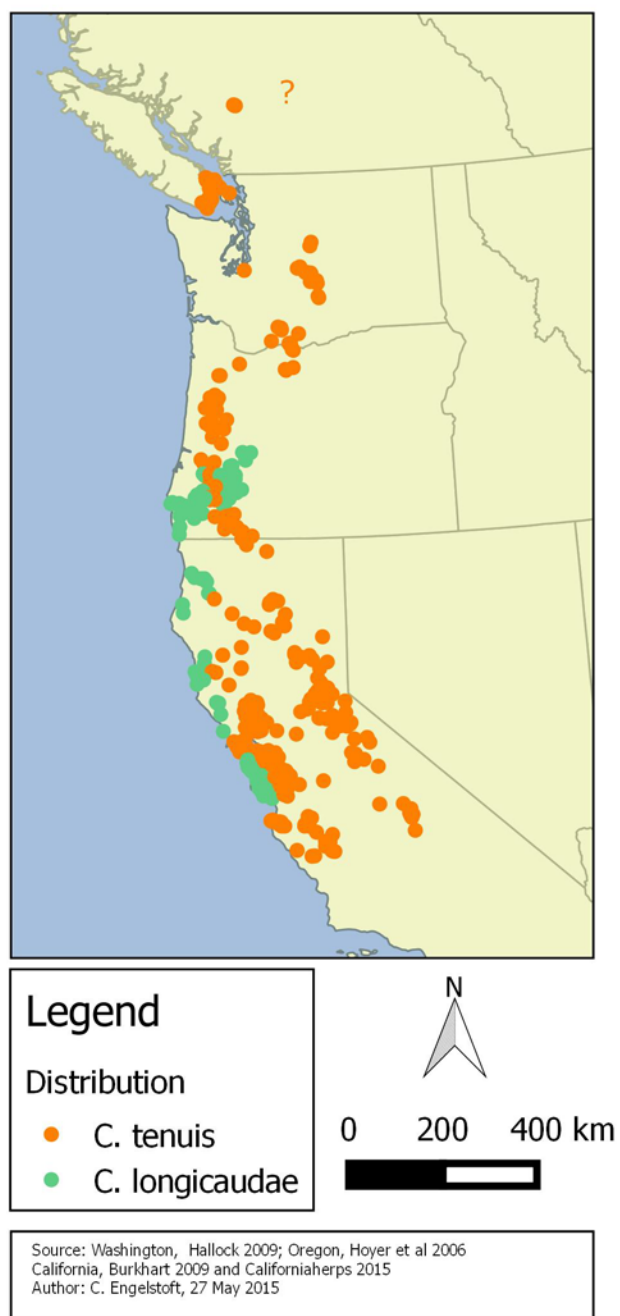 ?
Legend
Distribution
C. tenuis
C. longicaudae
N
0 200 400 km
Source: Washington, Hallock 2009; Oregon, Hoyer et al 2006
California, Burkhart 2009 and Californiaherps 2015
Author: C. Engelstoft, 27 May 2015